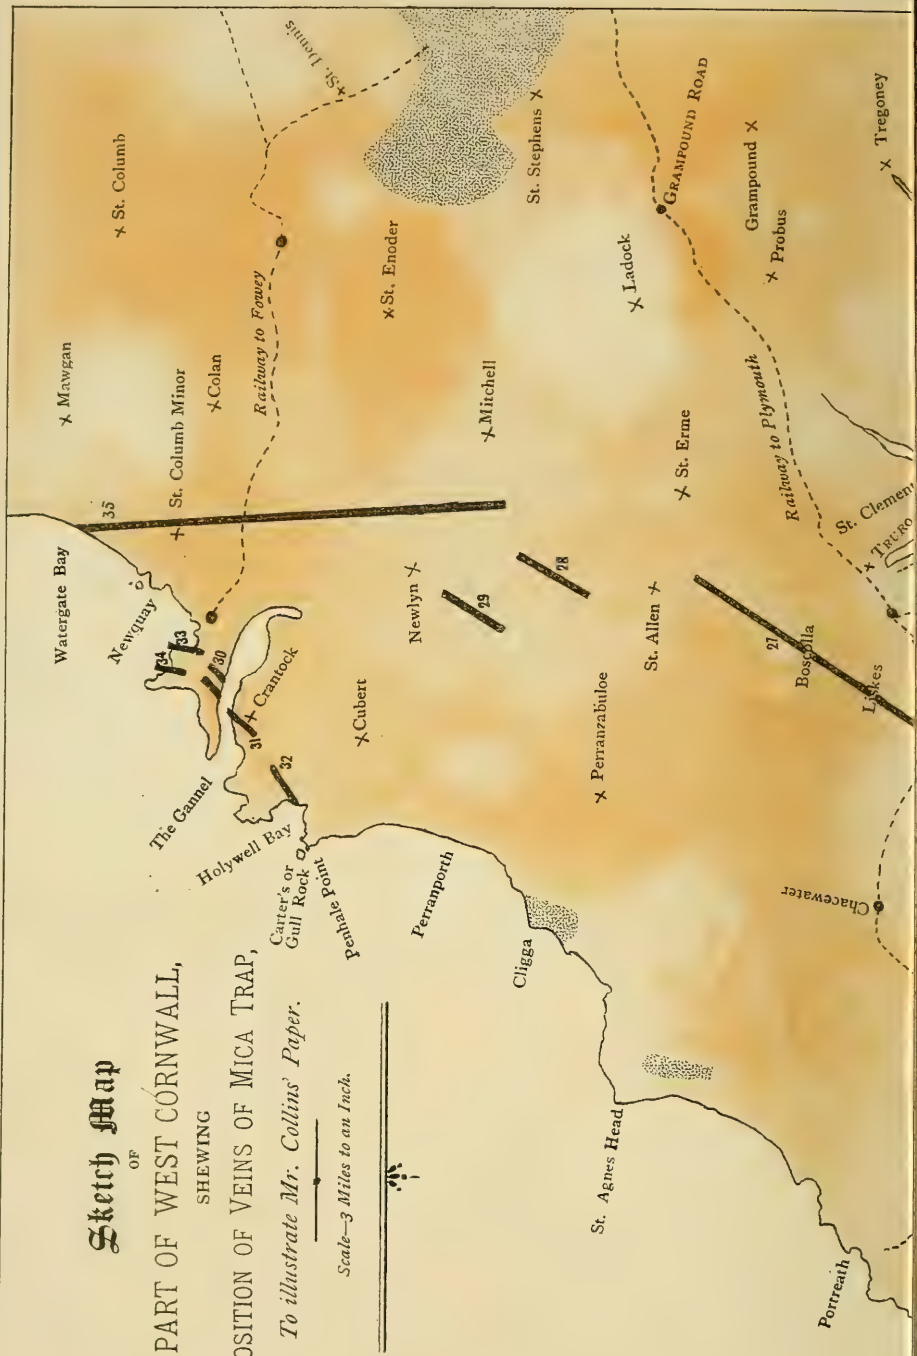 Sketch Map
OF
PART OF WEST CORNWALL,
SHEWING
OSITION OF VEINS OF MICA TRAP,
To illustrate Mr. Collins' Paper.
Scale—3 Miles to an Inch.
Watergate Bay
Mawgan
St. Columb
St. Dennis
35
Newquay
St. Columb Minor
Colan
Railway to Fowey
34
33
30
The Gannel
31
Crantock
32
Holywell Bay
Carter's or
Gull Rock
Penhale Point
Cubert
Newlyn
St. Enoder
Mitchell
29
28
St. Stephens
Perranporth
Cligga
Perranzabuloe
St. Allen
St. Erme
Ladock
GRAMPOUND ROAD
Grampound
Probus
Tregoney
Railway to Plymouth
27
Boscolla
Liskes
St. Clemen
TRURO
Chacewater
St. Agnes Head
Portreath